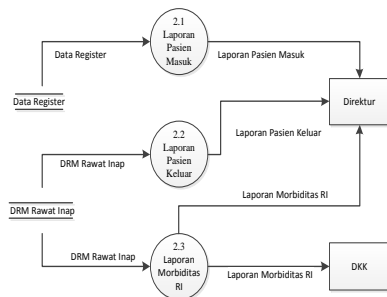 2.1
Laporan
Pasien
Masuk
Data Register
Laporan Pasien Masuk
Data Register
Direktur
2.2
Laporan
Pasien
Keluar
Laporan Pasien Keluar
DRM Rawat Inap
Laporan Morbiditas RI
DRM Rawat Inap
2.3
Laporan
Morbiditas
RI
DRM Rawat Inap
Laporan Morbiditas RI
DKK